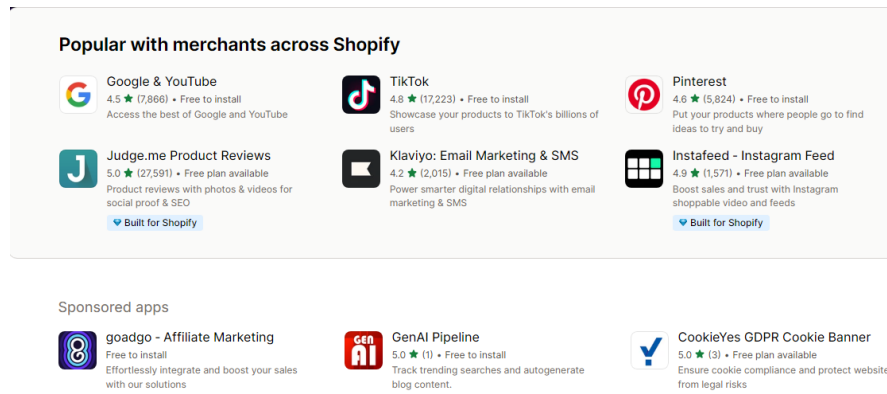 Popular with merchants across Shopify
Google & YouTube
4.5 ★ (7,866) • Free to install
Access the best of Google and YouTube
TikTok
4.8 ★ (17,223) • Free to install
Showcase your products to TikTok's billions of
users
Pinterest
4.6 ★ (5,824) • Free to install
Put your products where people go to find
ideas to try and buy
J
Judge.me Product Reviews
5.0 ★ (27,591) • Free plan available
Product reviews with photos & videos for
social proof & SEO
Built for Shopify
Klaviyo: Email Marketing & SMS
4.2 ★ (2,015) • Free plan available
Power smarter digital relationships with email
marketing & SMS
Instafeed - Instagram Feed
4.9 ★ (1,571) • Free plan available
Boost sales and trust with Instagram
shoppable video and feeds
Built for Shopify
Sponsored apps
goadgo - Affiliate Marketing
Free to install
Effortlessly integrate and boost your sales
with our solutions
GEN
AI
GenAI Pipeline
5.0 ★ (1) • Free to install
Track trending searches and autogenerate
blog content.
CookieYes GDPR Cookie Banner
5.0 ★ (3) • Free plan available
Ensure cookie compliance and protect website
from legal risks